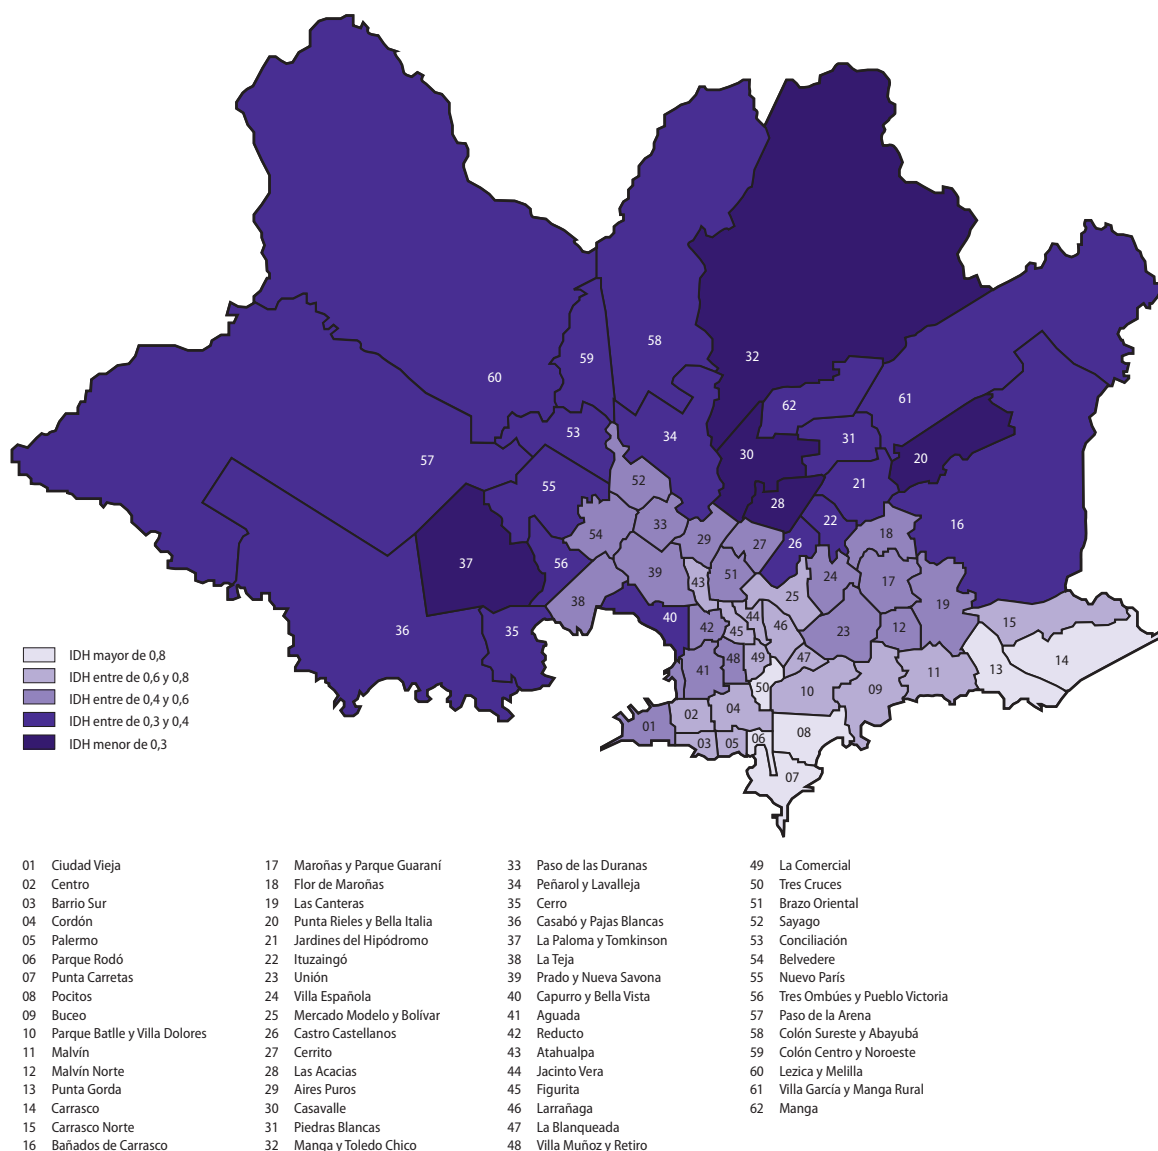 60
59
58
32
62
61
53
34
31
30
20
57
55
52
28
21
16
22
54
33
29
27
26
18
37
56
39
43
51
25
24
17
38
19
36
35
40
42
45
44
46
23
12
15
41
48
49
47
50
10
09
11
13
14
01
02
04
03
05
06
08
07
IDH mayor de 0,8
IDH entre de 0,6 y 0,8
IDH entre de 0,4 y 0,6
IDH entre de 0,3 y 0,4
IDH menor de 0,3
01 Ciudad Vieja
02 Centro
03 Barrio Sur
04 Cordón
05 Palermo
06 Parque Rodó
07 Punta Carretas
08 Pocitos
09 Buceo
10 Parque Batlle y Villa Dolores
11 Malvín
12 Malvín Norte
13 Punta Gorda
14 Carrasco
15 Carrasco Norte
16 Bañados de Carrasco
17 Maroñas y Parque Guaraní
18 Flor de Maroñas
19 Las Canteras
20 Punta Rieles y Bella Italia
21 Jardines del Hipódromo
22 Ituzaingó
23 Unión
24 Villa Española
25 Mercado Modelo y Bolívar
26 Castro Castellanos
27 Cerrito
28 Las Acacias
29 Aires Puros
30 Casavalle
31 Piedras Blancas
32 Manga y Toledo Chico
33 Paso de las Duranas
34 Peñarol y Lavalleja
35 Cerro
36 Casabó y Pajas Blancas
37 La Paloma y Tomkinson
38 La Teja
39 Prado y Nueva Savona
40 Capurro y Bella Vista
41 Aguada
42 Reducto
43 Atahualpa
44 Jacinto Vera
45 Figurita
46 Larrañaga
47 La Blanqueada
48 Villa Muñoz y Retiro
49 La Comercial
50 Tres Cruces
51 Brazo Oriental
52 Sayago
53 Conciliación
54 Belvedere
55 Nuevo París
56 Tres Ombúes y Pueblo Victoria
57 Paso de la Arena
58 Colón Sureste y Abayubá
59 Colón Centro y Noroeste
60 Lezica y Melilla
61 Villa García y Manga Rural
62 Manga